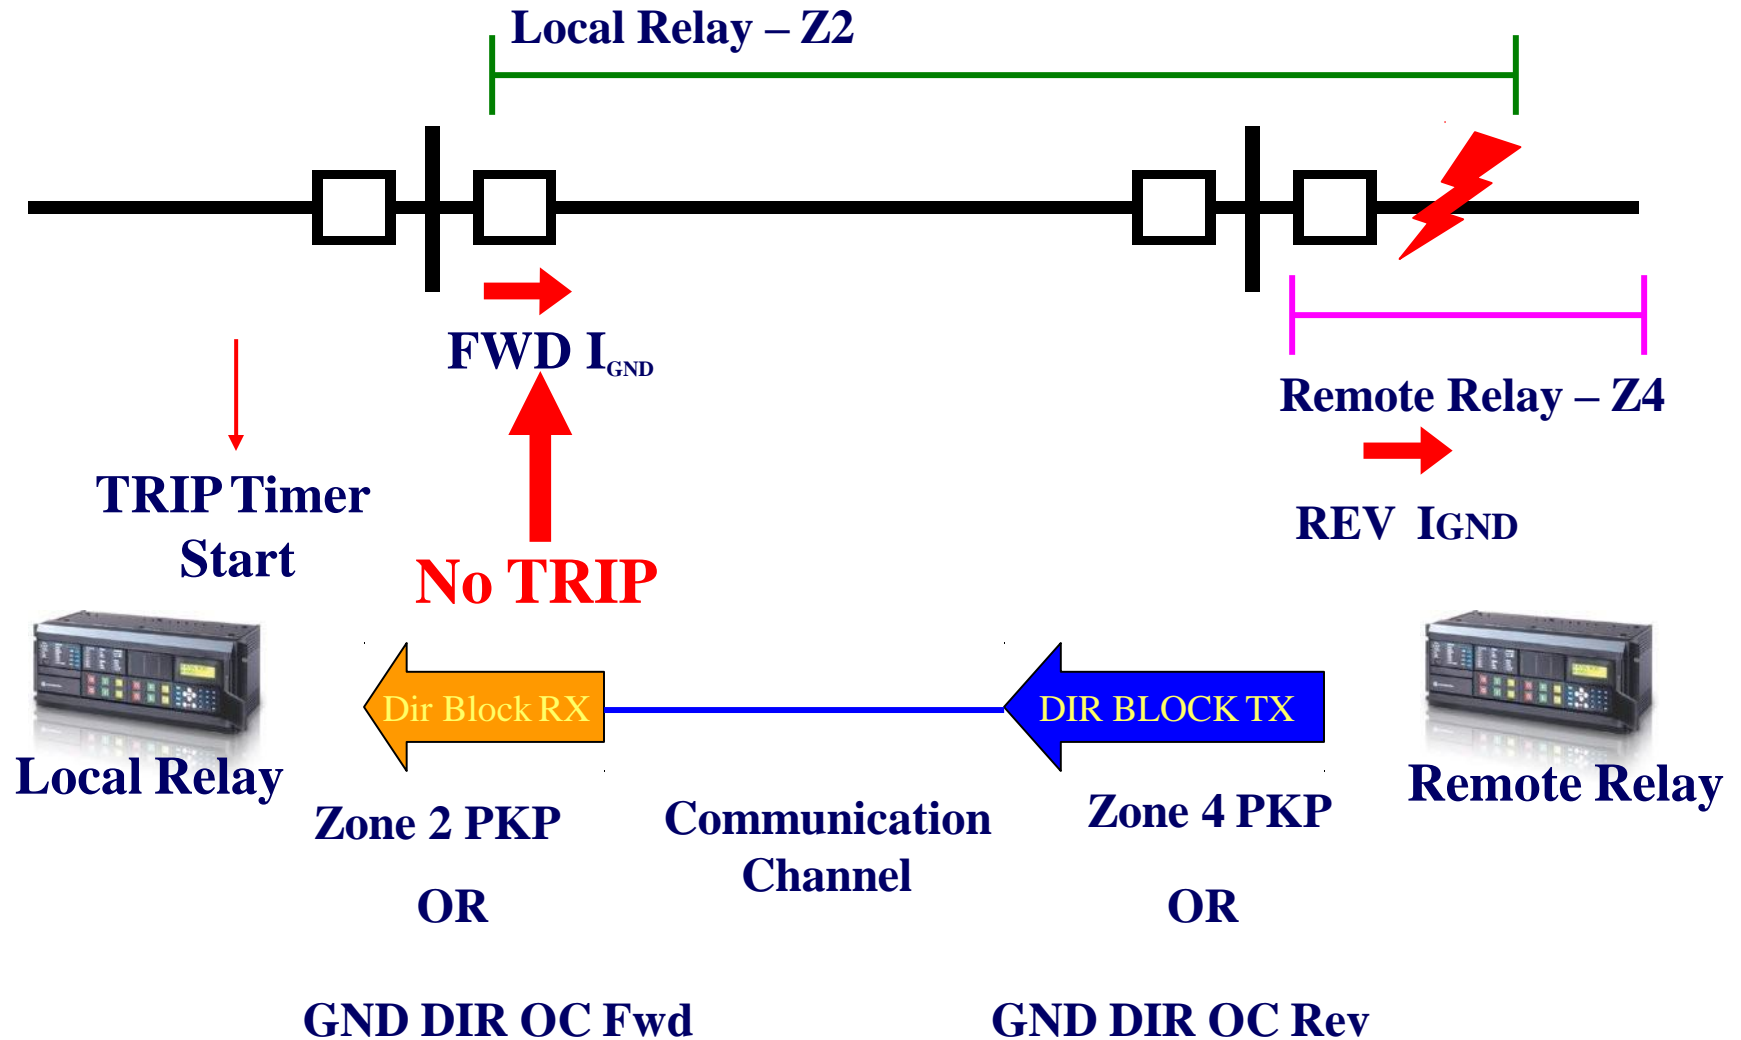 Local Relay – Z2
FWD I GND
Remote Relay – Z4
TRIP Timer
Start
REV IGND
No TRIP
Dir Block RX
DIR BLOCK TX
Local Relay
Remote Relay
Zone 2 PKP
Communication
Channel
Zone 4 PKP
OR
OR
GND DIR OC Fwd
GND DIR OC Rev